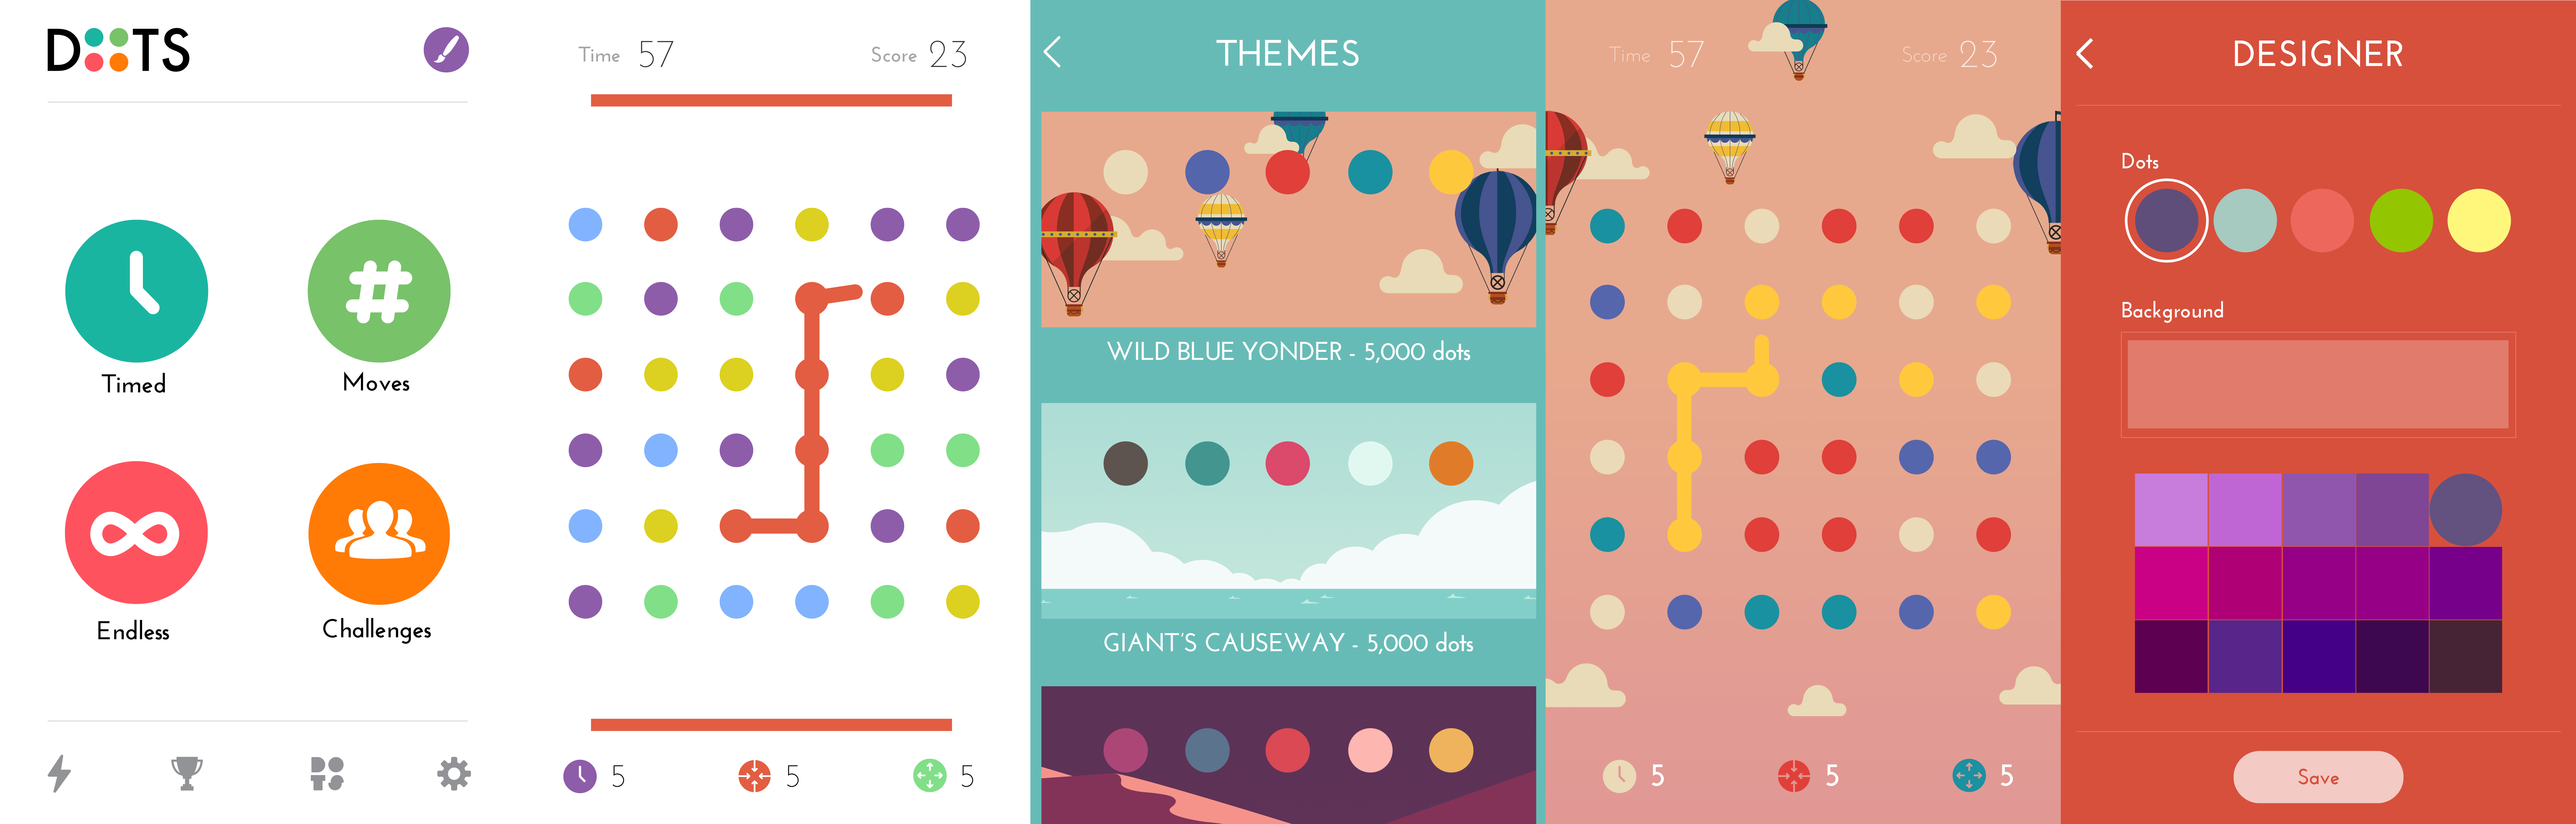 DOTS
Timed
Moves
Endless
Challenges
DOTS
Time 57
Score 23
5
5
5
THEMES
WILD BLUE YONDER - 5,000 dots
GIANT'S CAUSEWAY - 5,000 dots
Time 57
Score 23
5
5
5
DESIGNER
Dots
Background
Save